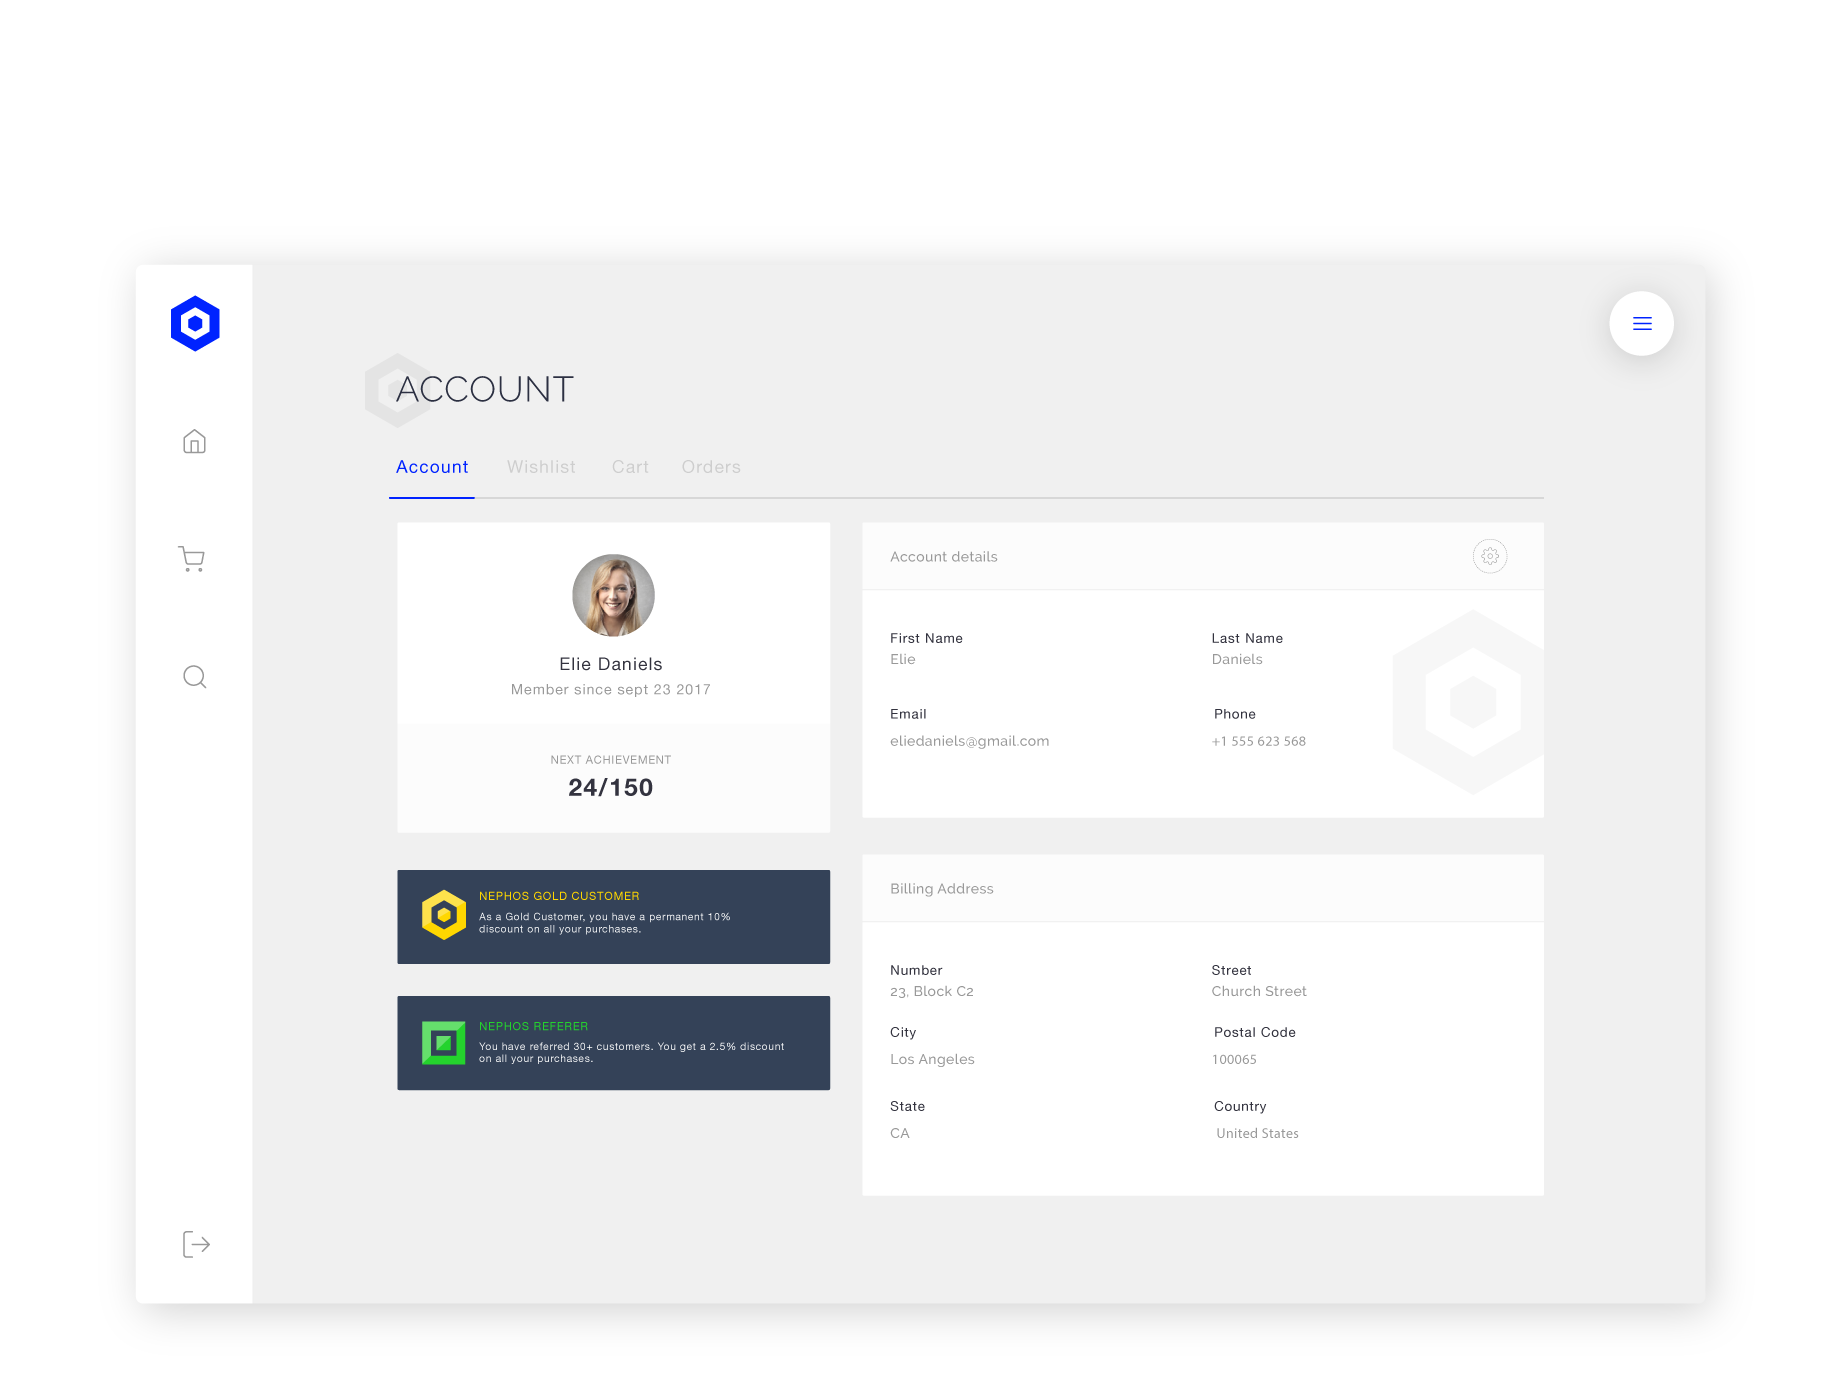 ACCOUNT
Account Wishlist Cart Orders
Elie Daniels
Member since sept 23 2017
NEXT ACHIEVEMENT
24/150
NEPHOS GOLD CUSTOMER
As a Gold Customer, you have a permanent 10%
discount on all your purchases.
NEPHOS REFERER
You have referred 30+ customers. You get a 2.5% discount
on all your purchases.
Account details
First Name Last Name
Elie Daniels
Email Phone
eliedaniels@gmail.com +1 555 623 568
Billing Address
Number Street
23, Block C2 Church Street
City Postal Code
Los Angeles 100065
State Country
CA United States